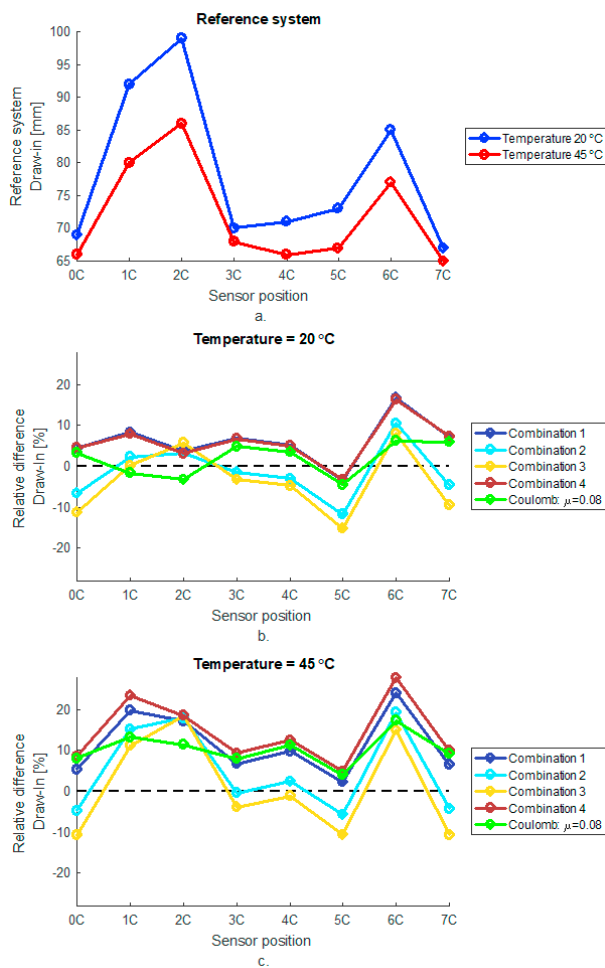 Reference system
100
95
90
85
80
75
70
65
Reference system
Draw-in [mm]
0C 1C 2C 3C 4C 5C 6C 7C
Sensor position
a.
Temperature 20 °C
Temperature 45 °C
Temperature = 20 °C
20
10
0
-10
-20
Relative difference
Draw-In [%]
0C 1C 2C 3C 4C 5C 6C 7C
Sensor position
b.
Combination 1
Combination 2
Combination 3
Combination 4
Coulomb: μ=0.08
Temperature = 45 °C
20
10
0
-10
-20
Relative difference
Draw-In [%]
0C 1C 2C 3C 4C 5C 6C 7C
Sensor position
c.
Combination 1
Combination 2
Combination 3
Combination 4
Coulomb: μ=0.08